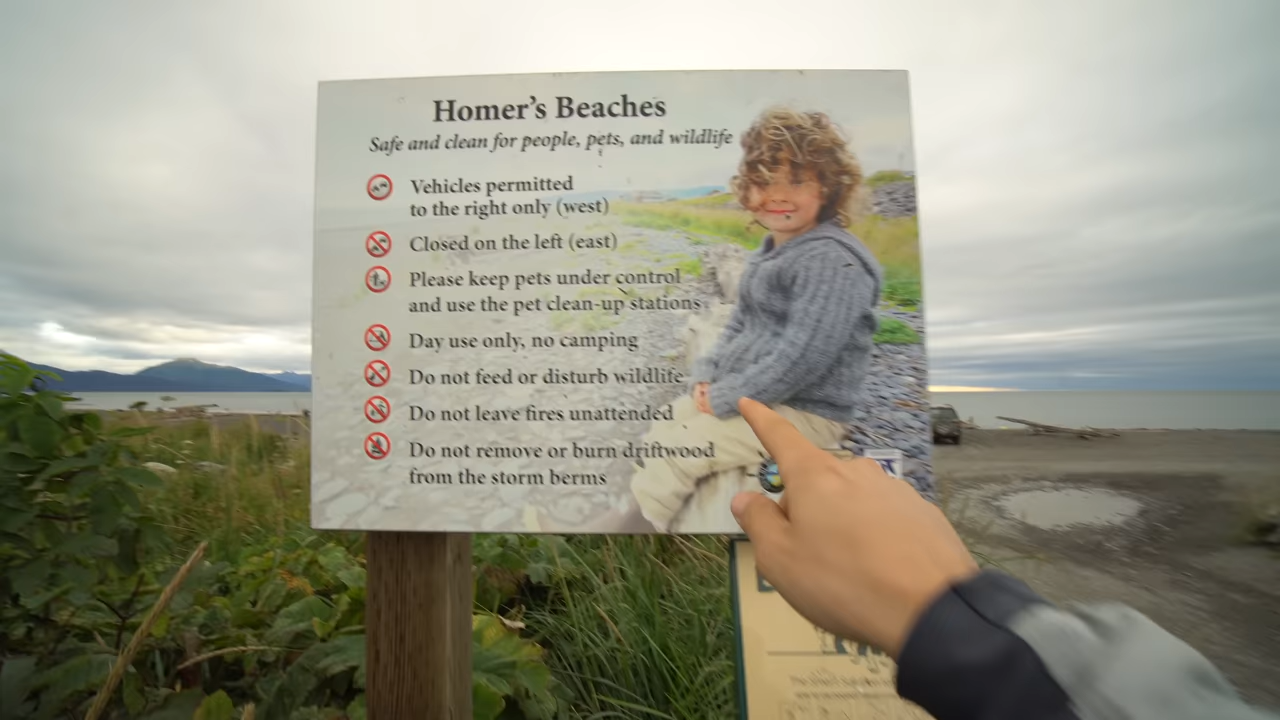 Homer's Beaches
Safe and clean for people, pets, and wildlife
Vehicles permitted
to the right only (west)
Closed on the left (east)
Please keep pets under control
and use the pet clean-up stations
Day use only, no camping
Do not feed or disturb wildlife
Do not leave fires unattended
Do not remove or burn driftwood
from the storm berms